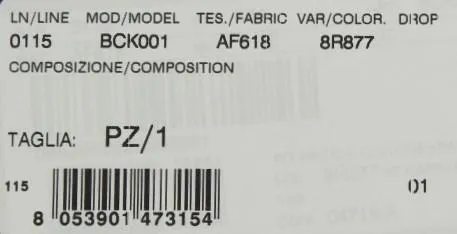 LN/LINE MOD/MODEL TES./FABRIC VAR/COLOR. DROP
0115 BCK001 AF618 8R877
COMPOSIZIONE/COMPOSITION
TAGLIA: PZ/1
115 01
8 053901 473154